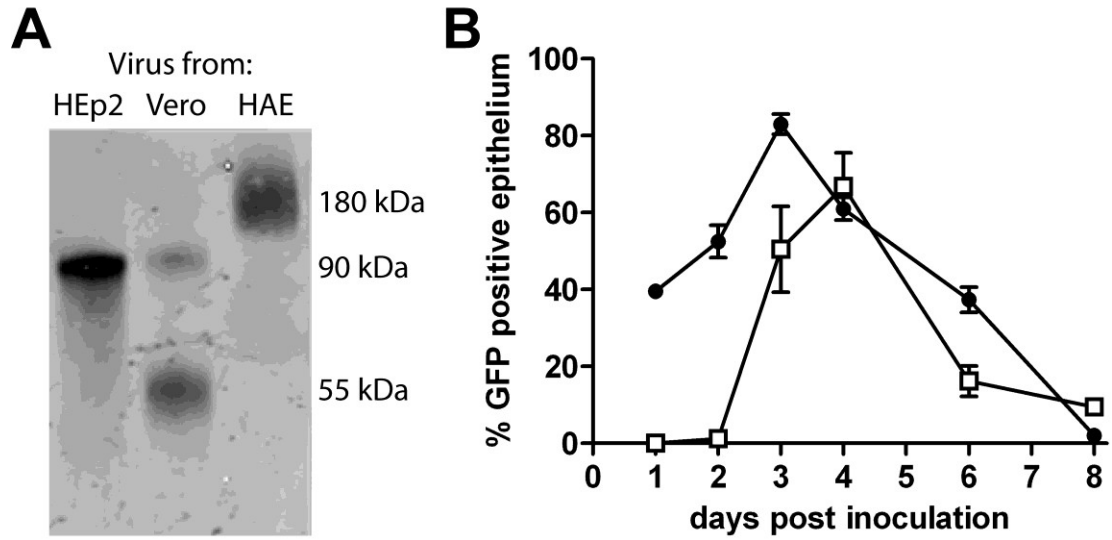 A
Virus from:
HEp2 Vero HAE
180 kDa
90 kDa
55 kDa
B
% GFP positive epithelium
100
80
60
40
20
0
0 1 2 3 4 5 6 7 8
days post inoculation